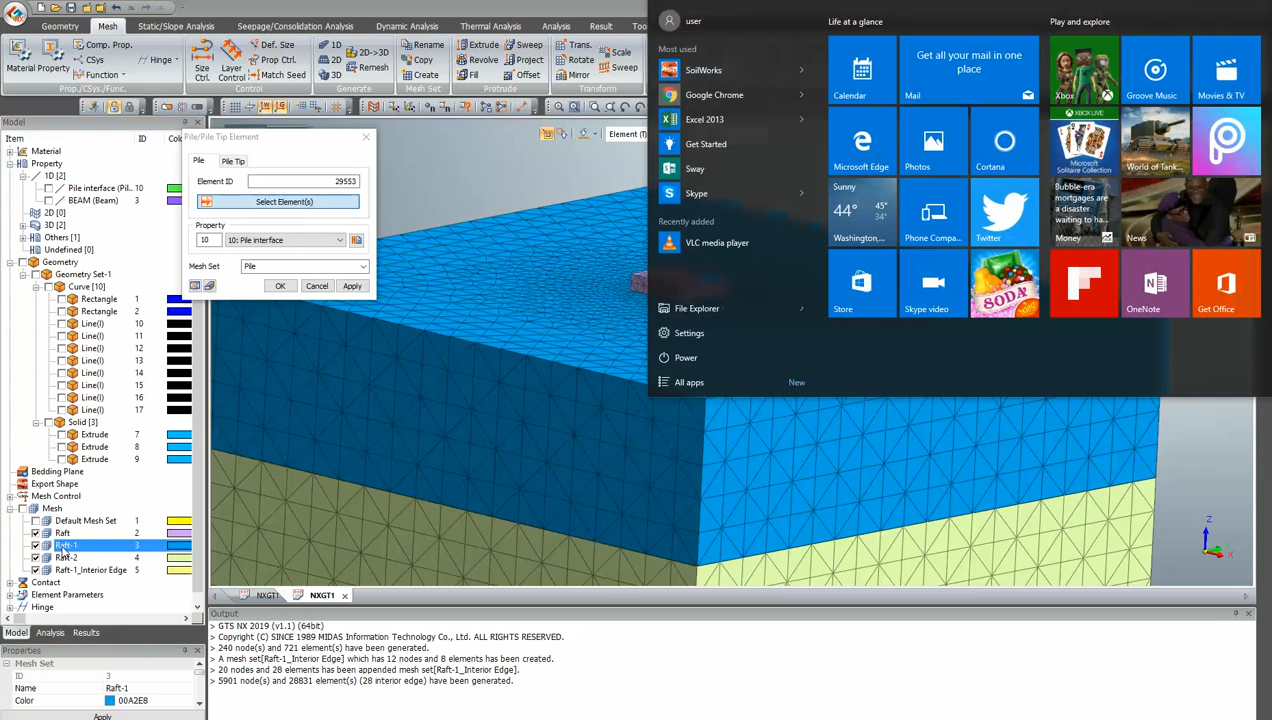 Geometry Mesh Static/Slope Analysis Seepage/Consolidation Analysis Dynamic Analysis Thermal Analysis Analysis Result
Comp. Prop. Def. Size 1D 2D->3D Rename Extrude Sweep Trans. Scale
CSys Hinge Prop Ctrl. 2D Remesh Copy Revolve Project Rotate Sweep
Material Property Function Size Ctrl. Layer Control Match Seed 3D Create Fill Offset Mirror
Prop./CSys./Func. Control Generate Mesh Set Protrude Transform
Model
Item ID
Material
Property
1D [2]
Pile interface (Pil.. 10
BEAM (Beam) 3
2D [0]
3D [2]
Others [1]
Undefined [0]
Geometry
Geometry Set-1
Curve [10]
Rectangle 1
Rectangle 2
Line(l) 10
Line(l) 11
Line(l) 12
Line(l) 13
Line(l) 14
Line(l) 15
Line(l) 16
Line(l) 17
Solid [3]
Extrude 7
Extrude 8
Extrude 9
Bedding Plane
Export Shape
Mesh Control
Mesh
Default Mesh Set 1
Raft 2
Raft-1 3
Raft-2 4
Raft-1_Interior Edge 5
Contact
Element Parameters
Hinge
Model Analysis Results
Properties
Mesh Set
ID 3
Name Raft-1
Color 00A2E8
Apply
Pile/Pile Tip Element
Pile Pile Tip
Element ID 29553
Select Element(s)
Property
10 10: Pile interface
Mesh Set Pile
OK Cancel Apply
Element (T)
user
Most used
SoilWorks
Google Chrome
Excel 2013
Get Started
Sway
Skype
Recently added
VLC media player
File Explorer
Settings
Power
All apps New
Life at a glance
Calendar
Get all your mail in one
place
Mail
Microsoft Edge
Photos
Cortana
Sunny
44° 45°
34°
Washington,...
Phone Compa...
Twitter
Store
Skype video
SODA
Play and explore
Xbox
Groove Music
Movies & TV
XBOX LIVE
Microsoft
Solitaire Collection
World of Tank...
Bubble-era
mortgages
are a
disaster
waiting to...
Money
News
OneNote
Get Office
Z
Y
X
NXGT1 NXGT1
Output
> GTS NX 2019 (v1.1) (64bit)
> Copyright (C) SINCE 1989 MIDAS Information Technology Co., Ltd. ALL RIGHTS RESERVED.
> 240 node(s) and 721 element(s) have been generated.
> A mesh set[Raft-1_Interior Edge] which has 12 nodes and 8 elements has been created.
> 20 nodes and 28 elements has been appended mesh set[Raft-1_Interior Edge].
> 5901 node(s) and 28831 element(s) (28 interior edge) have been generated.